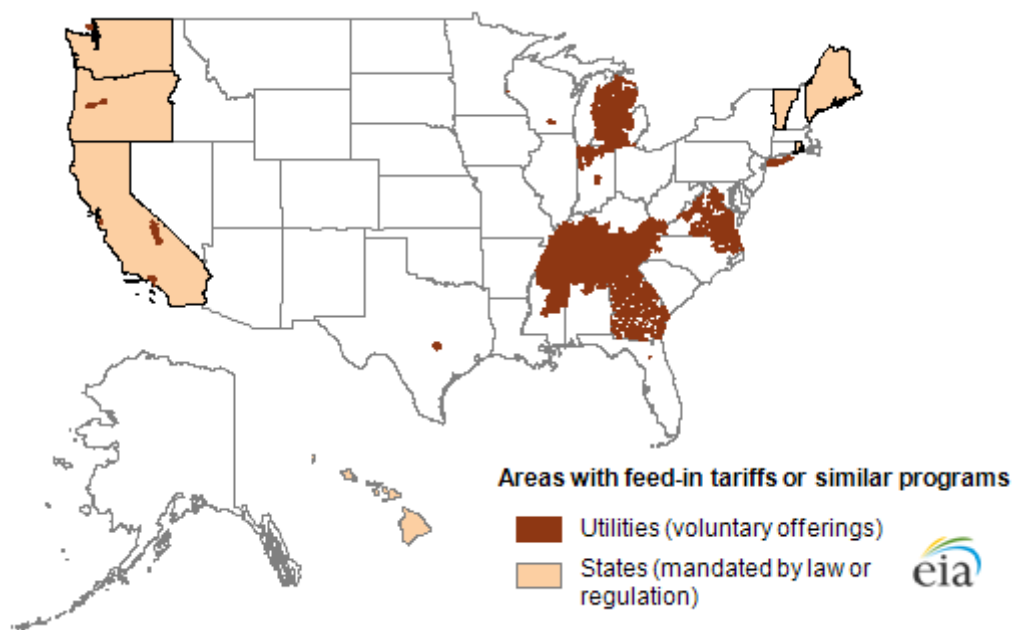 Areas with feed-in tariffs or similar programs
Utilities (voluntary offerings)
States (mandated by law or
regulation)
eia